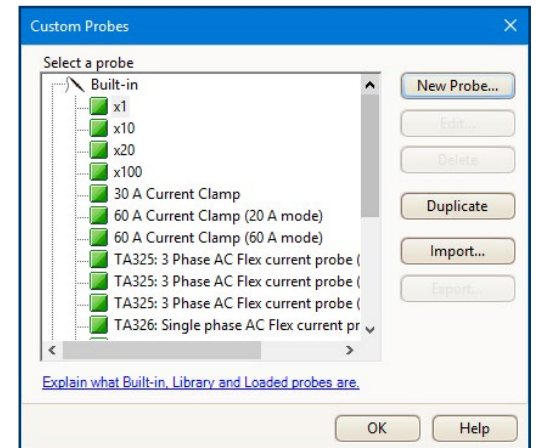 Custom Probes
Select a probe
Built-in
x1
x10
x20
x100
30 A Current Clamp
60 A Current Clamp (20 A mode)
60 A Current Clamp (60 A mode)
TA325: 3 Phase AC Flex current probe (
TA325: 3 Phase AC Flex current probe (
TA325: 3 Phase AC Flex current probe (
TA326: Single phase AC Flex current pr
New Probe...
Edit...
Delete
Duplicate
Import...
Export...
Explain what Built-in, Library and Loaded probes are.
OK
Help